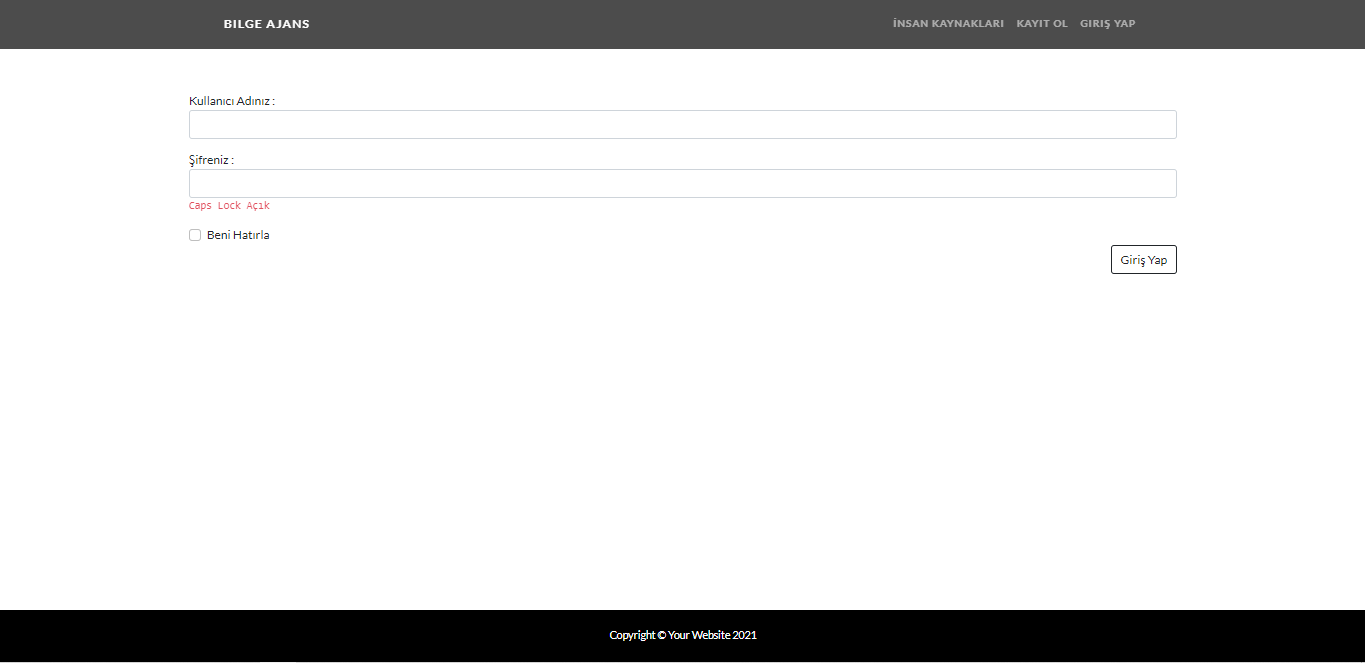 BILGE AJANS
İNSAN KAYNAKLARI KAYIT OL GIRIŞ YAP
Kullanıcı Adınız :
Şifreniz :
Caps Lock Açık
Beni Hatırla
Giriş Yap
Copyright © Your Website 2021